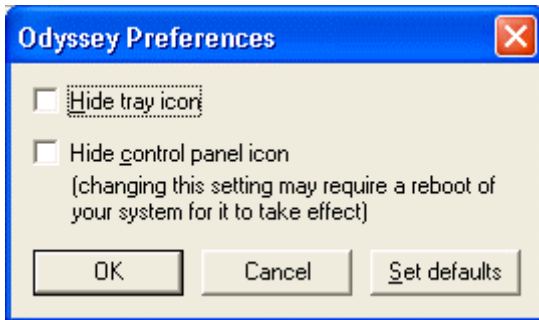 Odyssey Preferences
Hide tray icon
Hide control panel icon
(changing this setting may require a reboot of
your system for it to take effect)
OK
Cancel
Set defaults